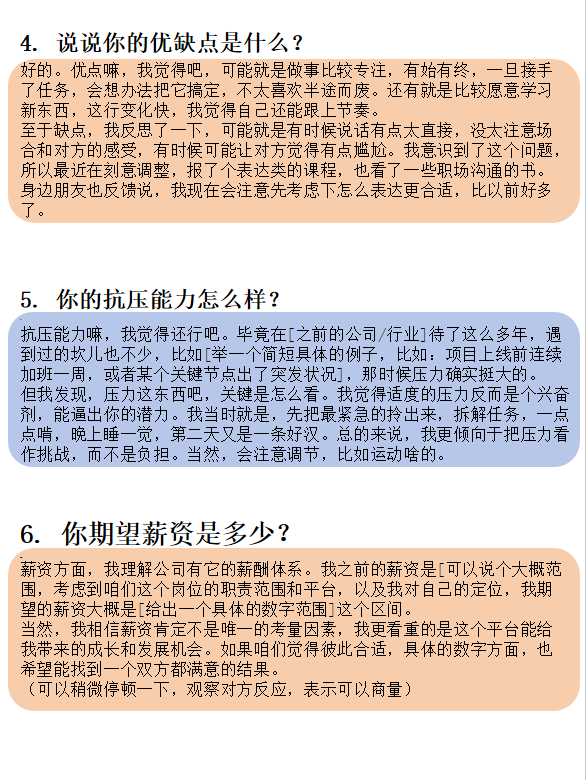 4. 说说你的优缺点是什么？
好的。优点嘛，我觉得吧，可能就是做事比较专注，有始有终，一旦接手
了任务，会想办法把它搞定，不太喜欢半途而废。还有就是比较愿意学习
新东西，这行变化快，我觉得自己还能跟上节奏。
至于缺点，我反思了一下，可能就是有时候说话有点太直接，没太注意场
合和对方的感受，有时候可能让对方觉得有点尴尬。我意识到了这个问题，
所以最近在刻意调整，报了个表达类的课程，也看了一些职场沟通的书。
身边朋友也反馈说，我现在会注意先考虑下怎么表达更合适，比以前好多
了。
5. 你的抗压能力怎么样？
抗压能力嘛，我觉得还行吧。毕竟在[之前的公司/行业]待了这么多年，遇
到过的坎儿也不少，比如[举一个简短具体的例子，比如：项目上线前连续
加班一周，或者某个关键节点出了突发状况]，那时候压力确实挺大的。
但我发现，压力这东西吧，关键是怎么看。我觉得适度的压力反而是个兴奋
剂，能逼出你的潜力。我当时就是，先把最紧急的拎出来，拆解任务，一点
点啃，晚上睡一觉，第二天又是一条好汉。总的来说，我更倾向于把压力看
作挑战，而不是负担。当然，会注意调节，比如运动啥的。
6. 你期望薪资是多少？
薪资方面，我理解公司有它的薪酬体系。我之前的薪资是[可以说个大概范
围，考虑到咱们这个岗位的职责范围和平台，以及我对自己的定位，我期
望的薪资大概是[给出一个具体的数字范围]这个区间。
当然，我相信薪资肯定不是唯一的考量因素，我更看重的是这个平台能给
我带来的成长和发展机会。如果咱们觉得彼此合适，具体的数字方面，也
希望能找到一个双方都满意的结果。
（可以稍微停顿一下，观察对方反应，表示可以商量）